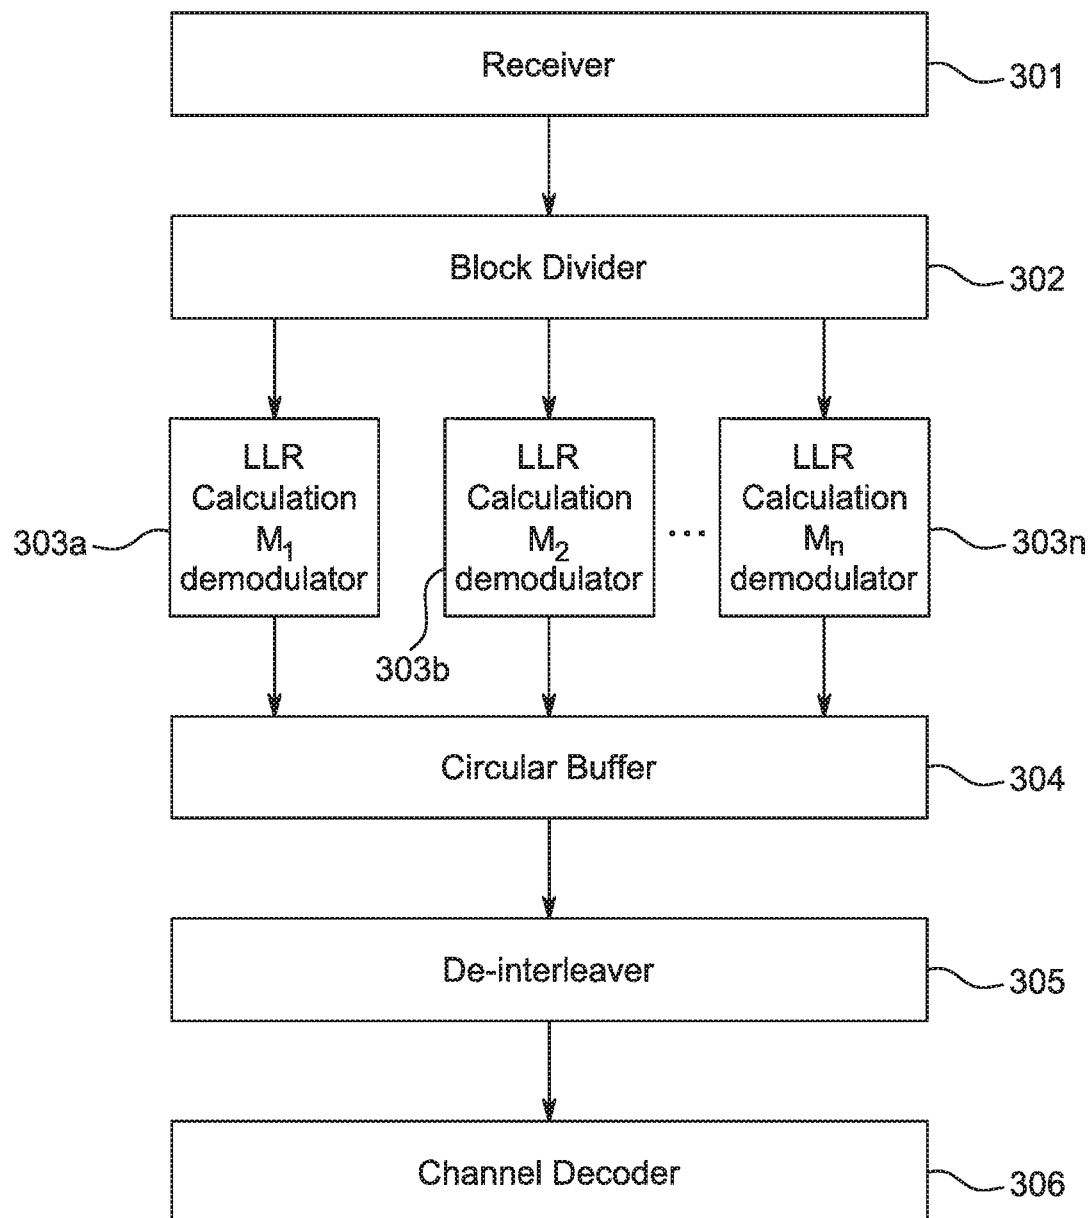 Receiver
301
Block Divider
302
LLR
Calculation
M1
demodulator
303a
LLR
Calculation
M2
demodulator
303b
...
LLR
Calculation
Mn
demodulator
303n
Circular Buffer
304
De-interleaver
305
Channel Decoder
306